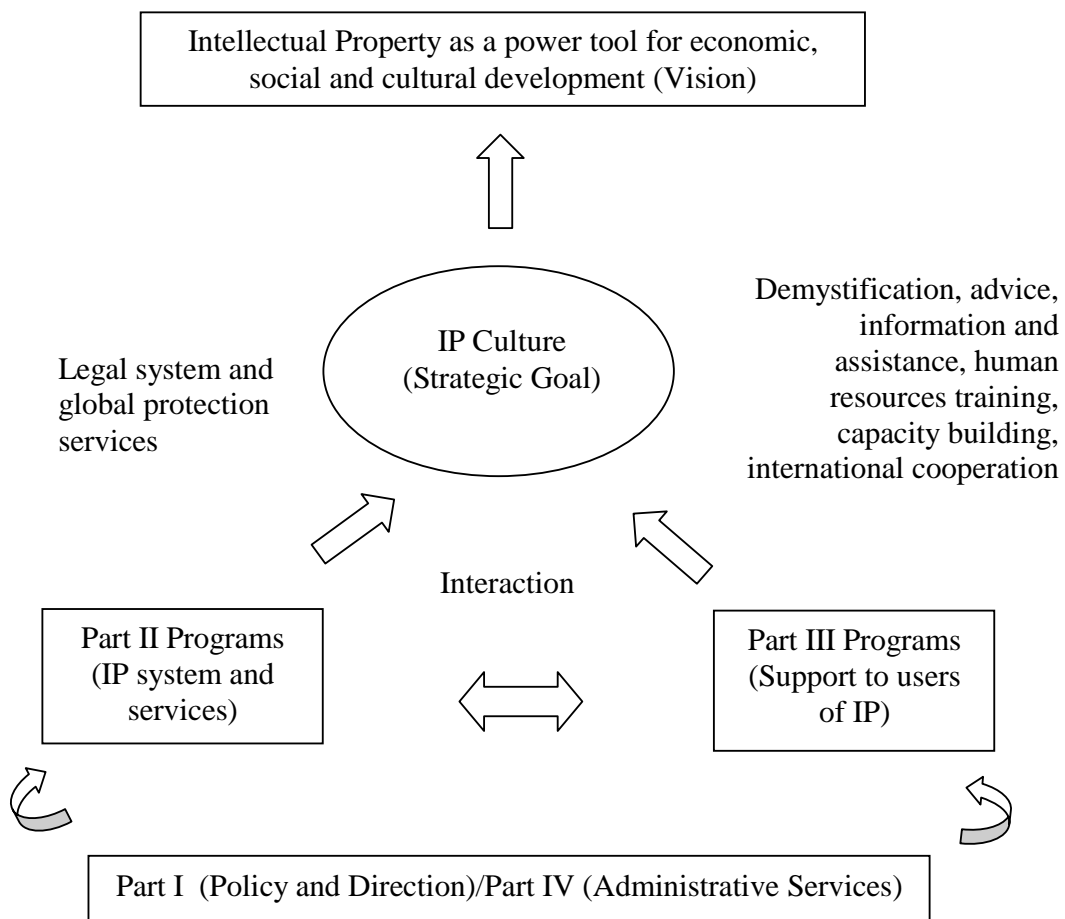 Intellectual Property as a power tool for economic,
social and cultural development (Vision)
IP Culture
(Strategic Goal)
Legal system and
global protection
services
Demystification, advice,
information and
assistance, human
resources training,
capacity building,
international cooperation
Interaction
Part II Programs
(IP system and
services)
Part III Programs
(Support to users
of IP)
Part I  (Policy and Direction)/Part IV (Administrative Services)